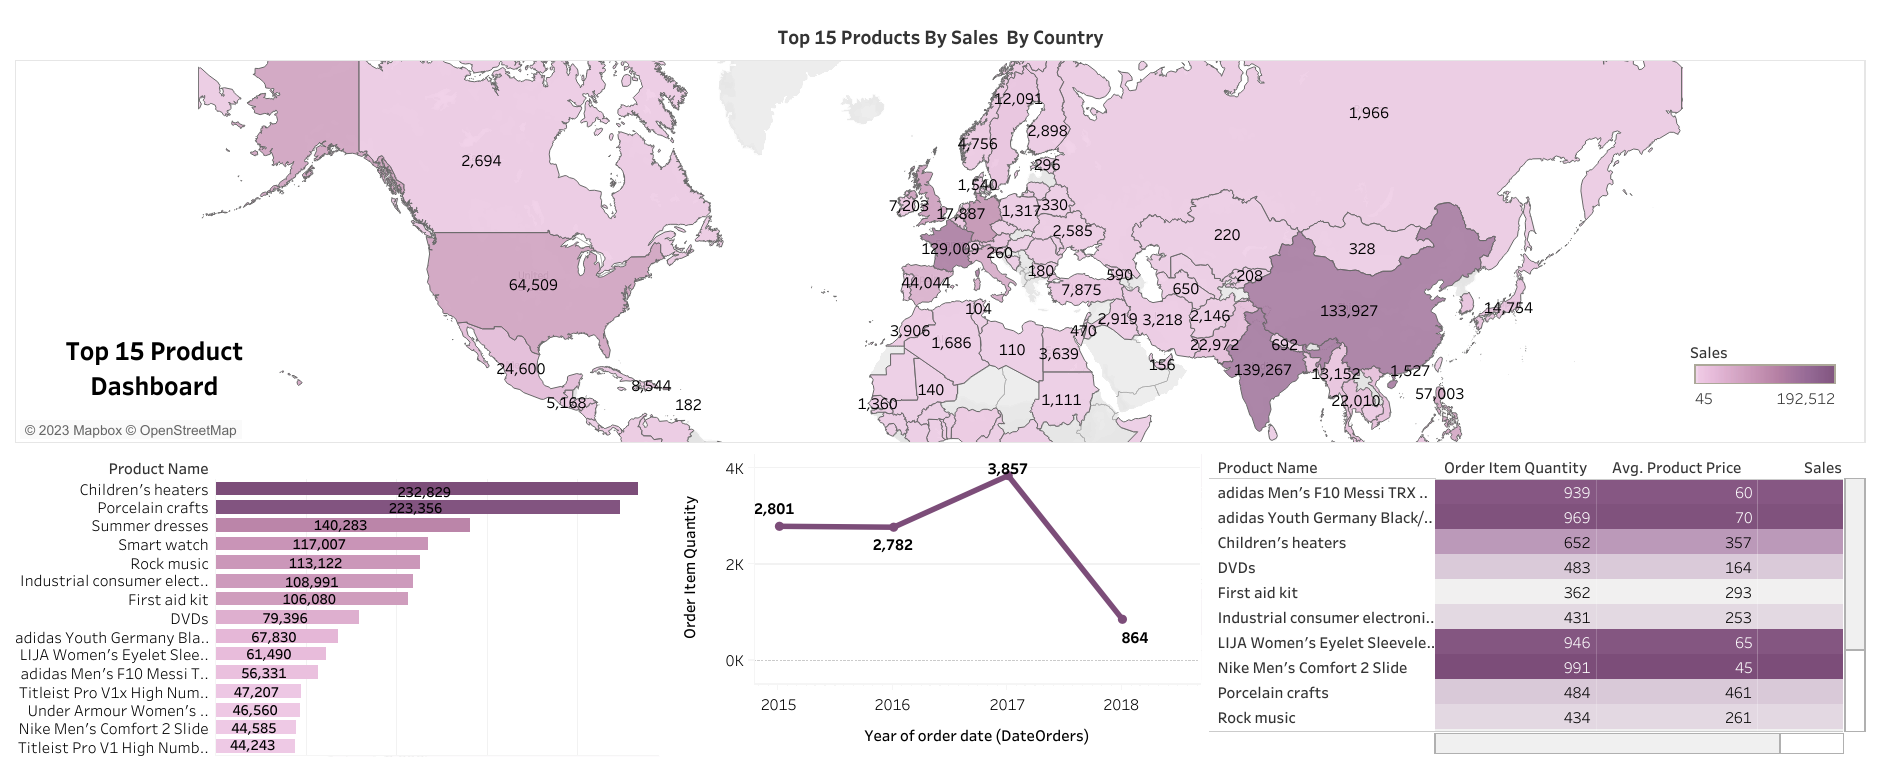 Top 15 Products By Sales By Country
12,091
1,966
2,898
4,756
2,694
296
1,540
7,203
17,887
1,317
330
2,585
220
129,009
260
328
180
590
208
64,509
44,044
7,875
650
104
14,754
133,927
2,919
3,218
2,146
3,906
470
1,686
110
3,639
22,972
692
Top 15 Product
Dashboard
156
24,600
139,267
13,152
1,527
8,544
140
57,003
5,168
182
1,360
1,111
22,010
Sales
45 192,512
© 2023 Mapbox © OpenStreetMap
Product Name
Children's heaters 232,829
Porcelain crafts 223,356
Summer dresses 140,283
Smart watch 117,007
Rock music 113,122
Industrial consumer elect.. 108,991
First aid kit 106,080
DVDs 79,396
adidas Youth Germany Bla.. 67,830
LIJA Women's Eyelet Slee.. 61,490
adidas Men's F10 Messi T.. 56,331
Titleist Pro V1x High Num.. 47,207
Under Armour Women's .. 46,560
Nike Men's Comfort 2 Slide 44,585
Titleist Pro V1 High Numb.. 44,243
Order Item Quantity
4K
2K
0K
2,801
2,782
3,857
864
2015 2016 2017 2018
Year of order date (DateOrders)
Product Name Order Item Quantity Avg. Product Price Sales
adidas Men's F10 Messi TRX .. 939 60
adidas Youth Germany Black/.. 969 70
Children's heaters 652 357
DVDs 483 164
First aid kit 362 293
Industrial consumer electroni.. 431 253
LIJA Women's Eyelet Sleevele.. 946 65
Nike Men's Comfort 2 Slide 991 45
Porcelain crafts 484 461
Rock music 434 261